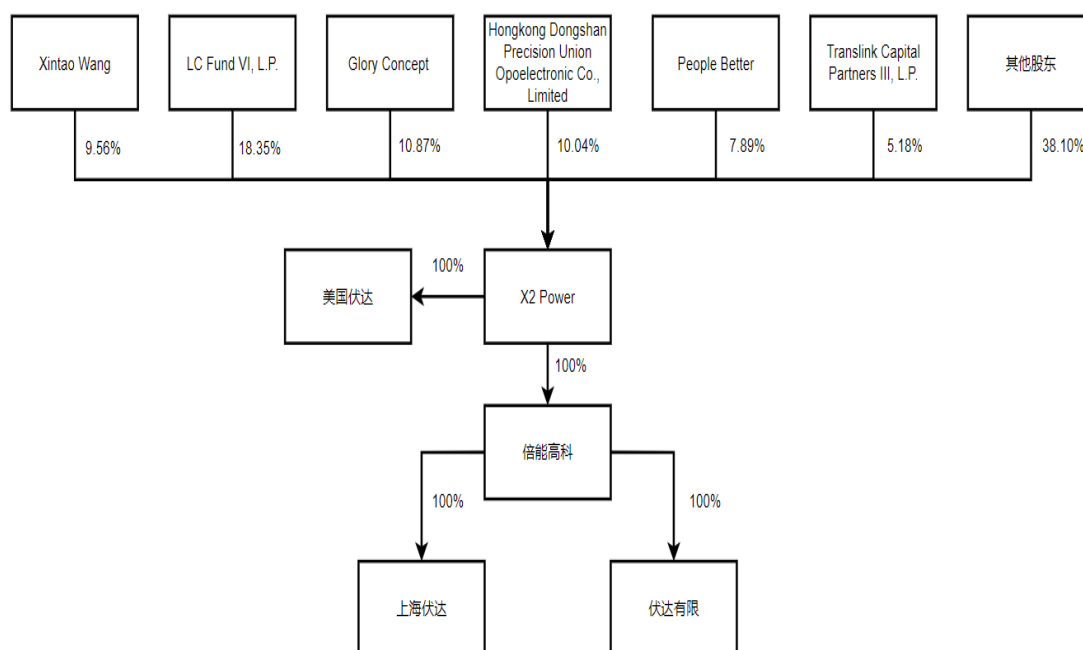 Xintao Wang
LC Fund VI, L.P.
Glory Concept
Hongkong Dongshan
Precision Union
Opoelectronic Co.,
Limited
People Better
Translink Capital
Partners III, L.P.
其他股东
9.56%
18.35%
10.87%
10.04%
7.89%
5.18%
38.10%
100%
美国伏达
X2 Power
100%
倍能高科
100%
100%
上海伏达
伏达有限